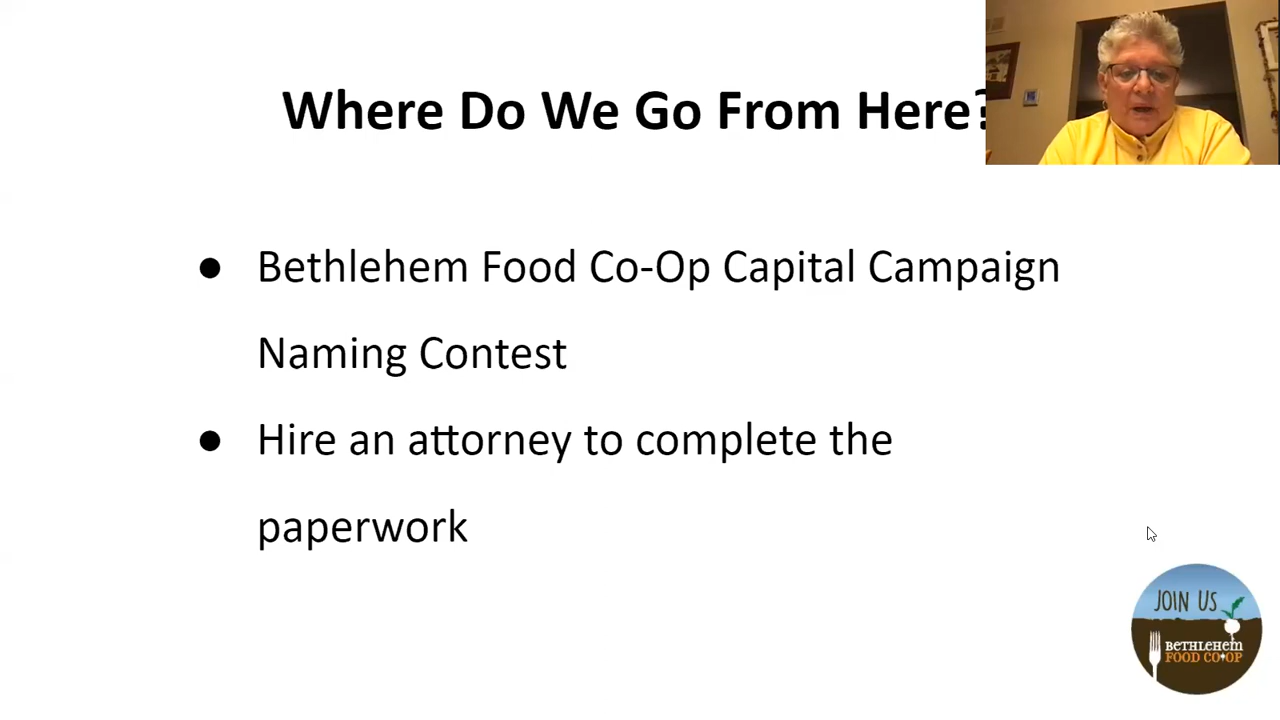 Where Do We Go From Here?
● Bethlehem Food Co-Op Capital Campaign
Naming Contest
● Hire an attorney to complete the
paperwork
JOIN US
BETHLEHEM
FOOD CO•OP